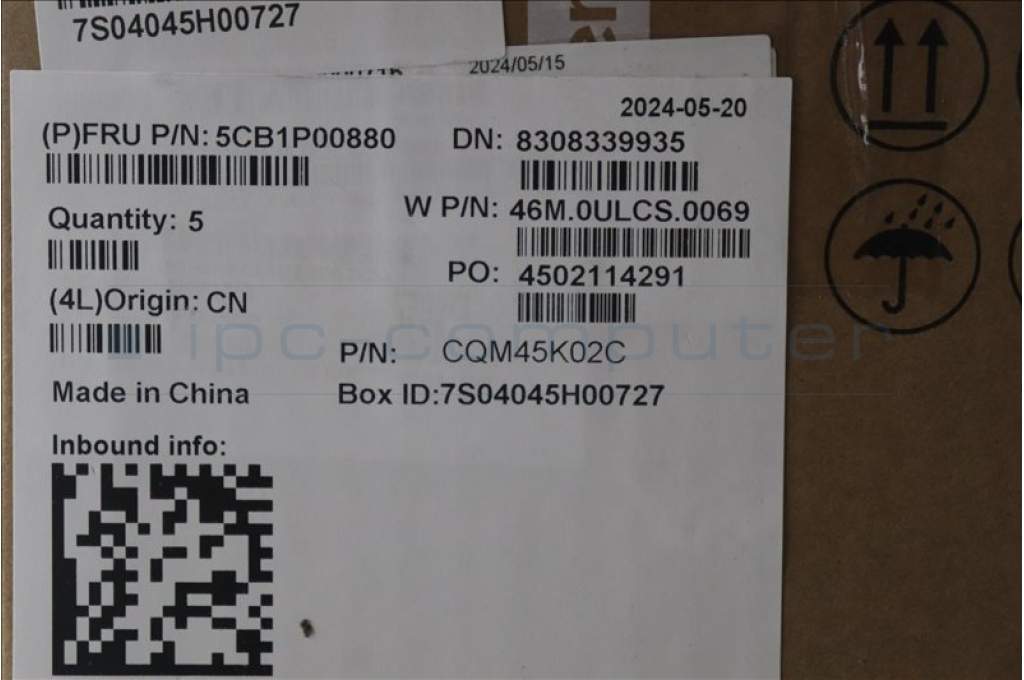 7S04045H00727
2024/05/15
2024-05-20
(P)FRU P/N: 5CB1P00880
DN: 8308339935
W P/N: 46M.0ULCS.0069
Quantity: 5
PO: 4502114291
(4L)Origin: CN
ipc-computer
P/N: CQM45K02C
Made in China
Box ID:7S04045H00727
Inbound info: